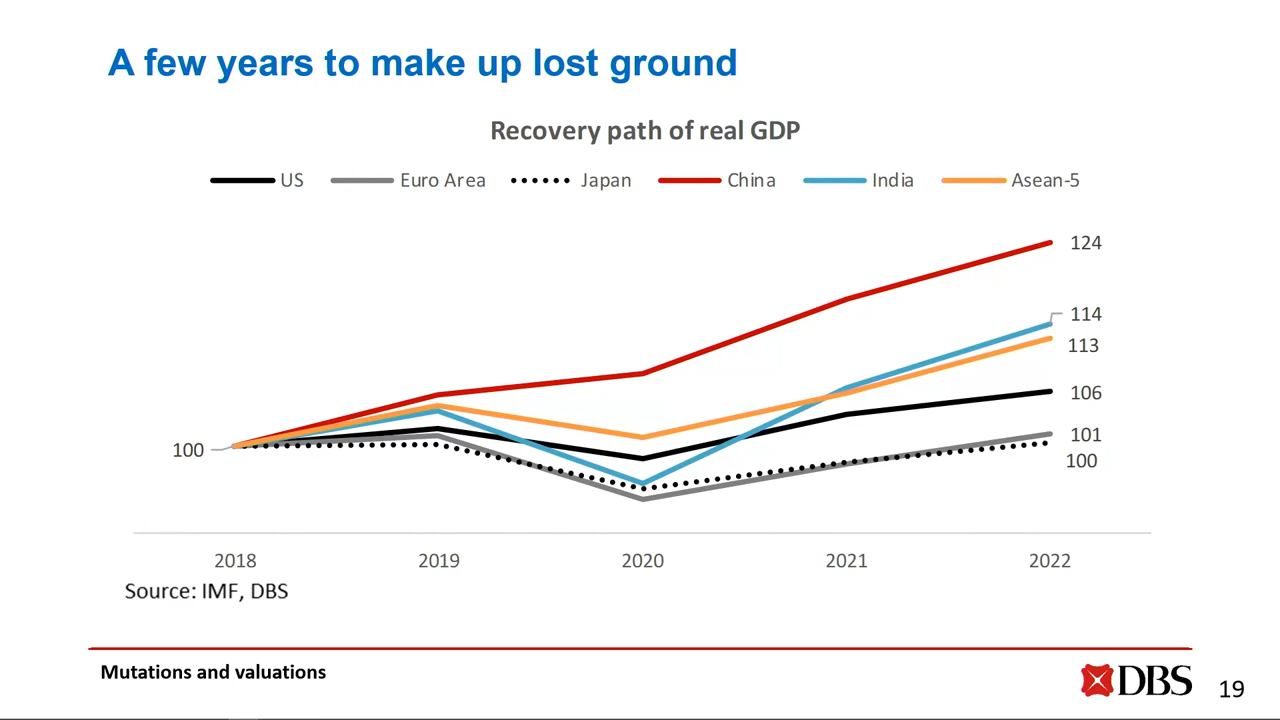 A few years to make up lost ground
Recovery path of real GDP
US Euro Area Japan China India Asean-5
124
114
113
106
101
100
100
2018 2019 2020 2021 2022
Source: IMF, DBS
Mutations and valuations
DBS
19